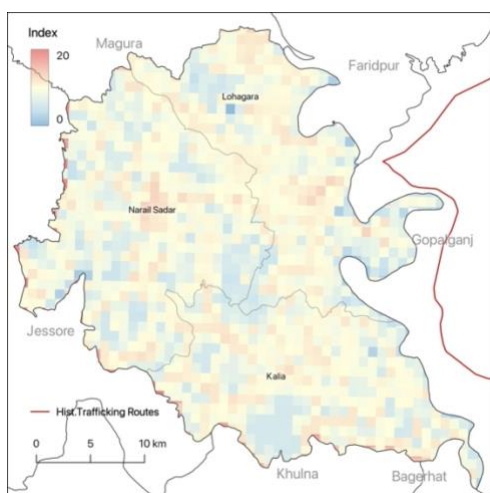 Index
20
0
Magura
Faridpur
Lohagara
Narail Sadar
Gopalganj
Jessore
Kalia
Hist.Trafficking Routes
0 5 10 km
Khulna
Bagerhat